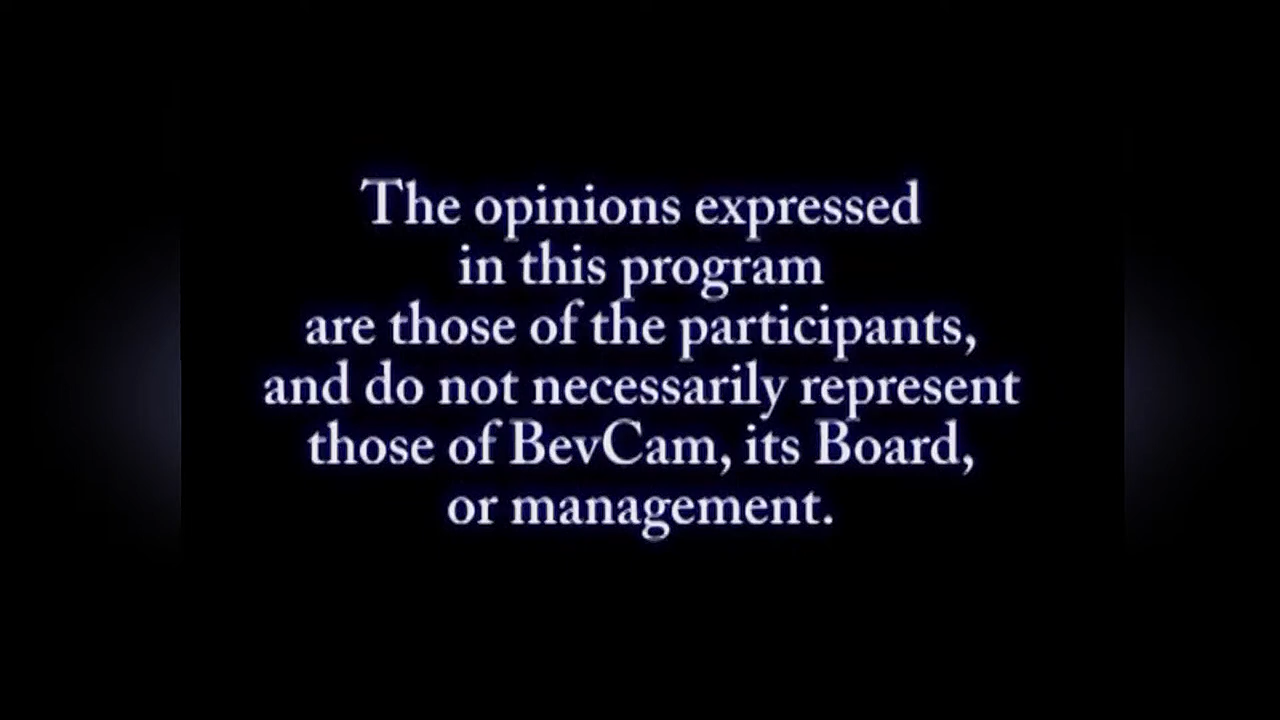 The opinions expressed
in this program
are those of the participants,
and do not necessarily represent
those of BevCam, its Board,
or management.